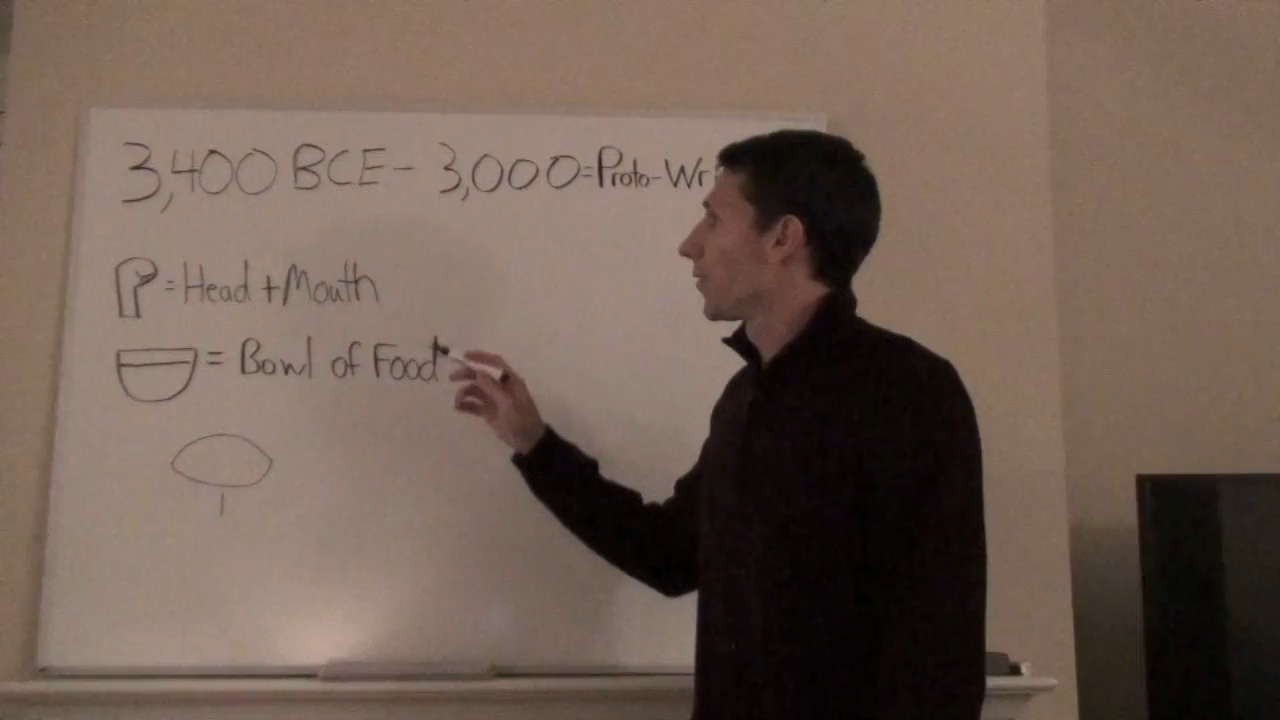 3,400 BCE - 3,000 = Proto-Wr
= Head + Mouth
= Bowl of Food